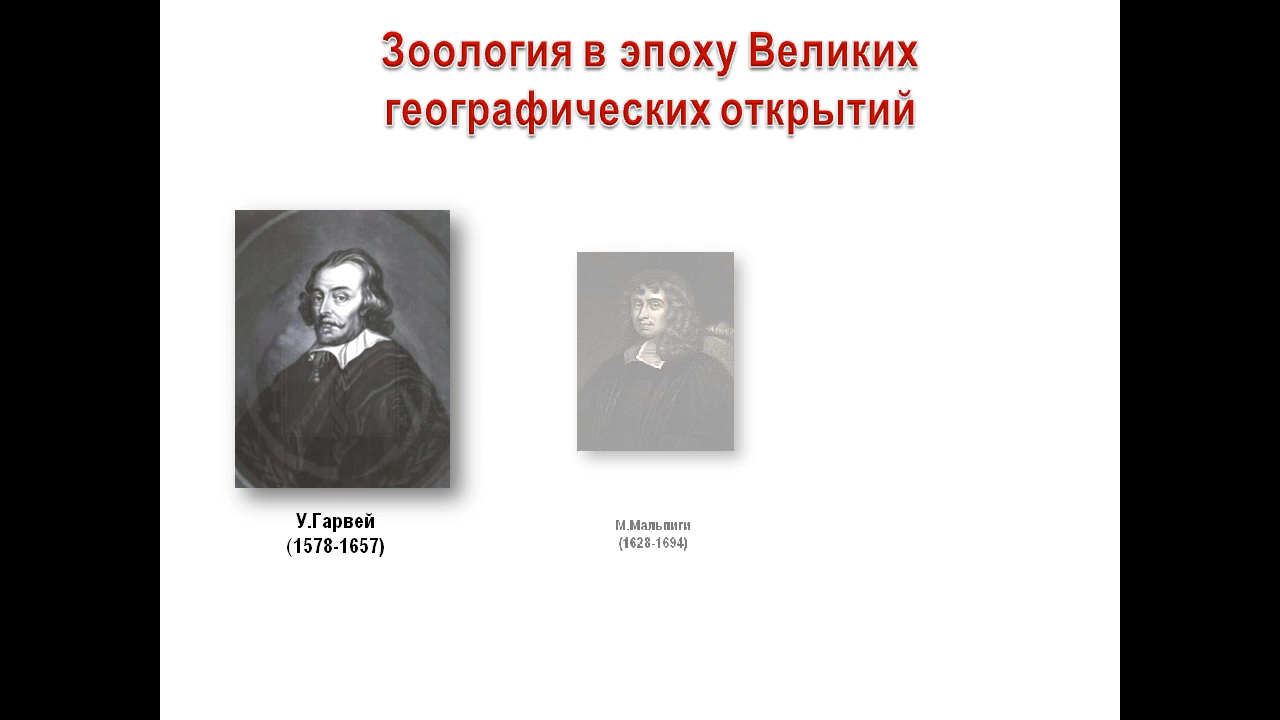 Зоология в эпоху Великих
географических открытий
У.Гарвей
(1578-1657)
М.Мальпиги
(1628-1694)